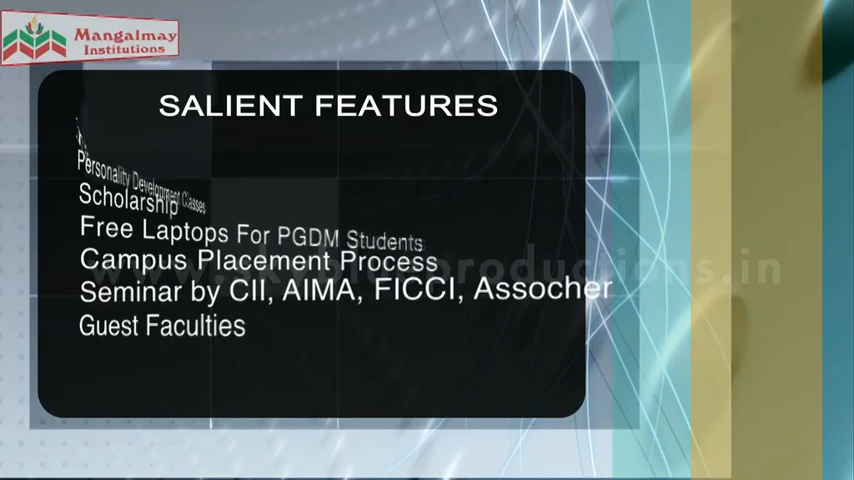 Mangalmay
Institutions
SALIENT FEATURES
Personality Development Classes
Scholarship
Free Laptops For PGDM Students
Campus Placement Process
Seminar by CII, AIMA, FICCI, Assocher
Guest Faculties